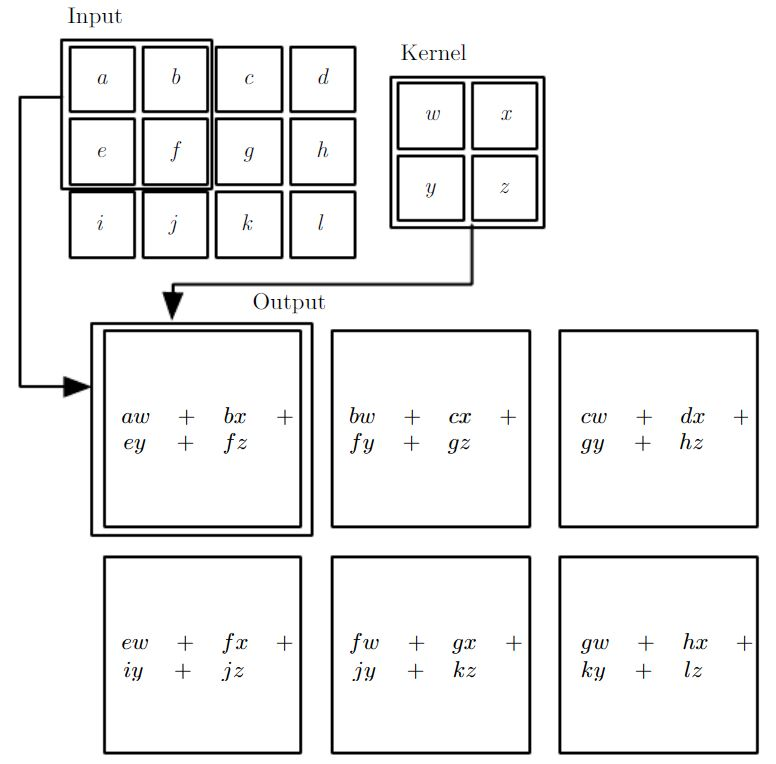 Input
Kernel
a b c d
w x
e f g h
y z
i j k l
Output
aw + bx +
ey + fz
bw + cx +
fy + gz
cw + dx +
gy + hz
ew + fx +
iy + jz
fw + gx +
jy + kz
gw + hx +
ky + lz